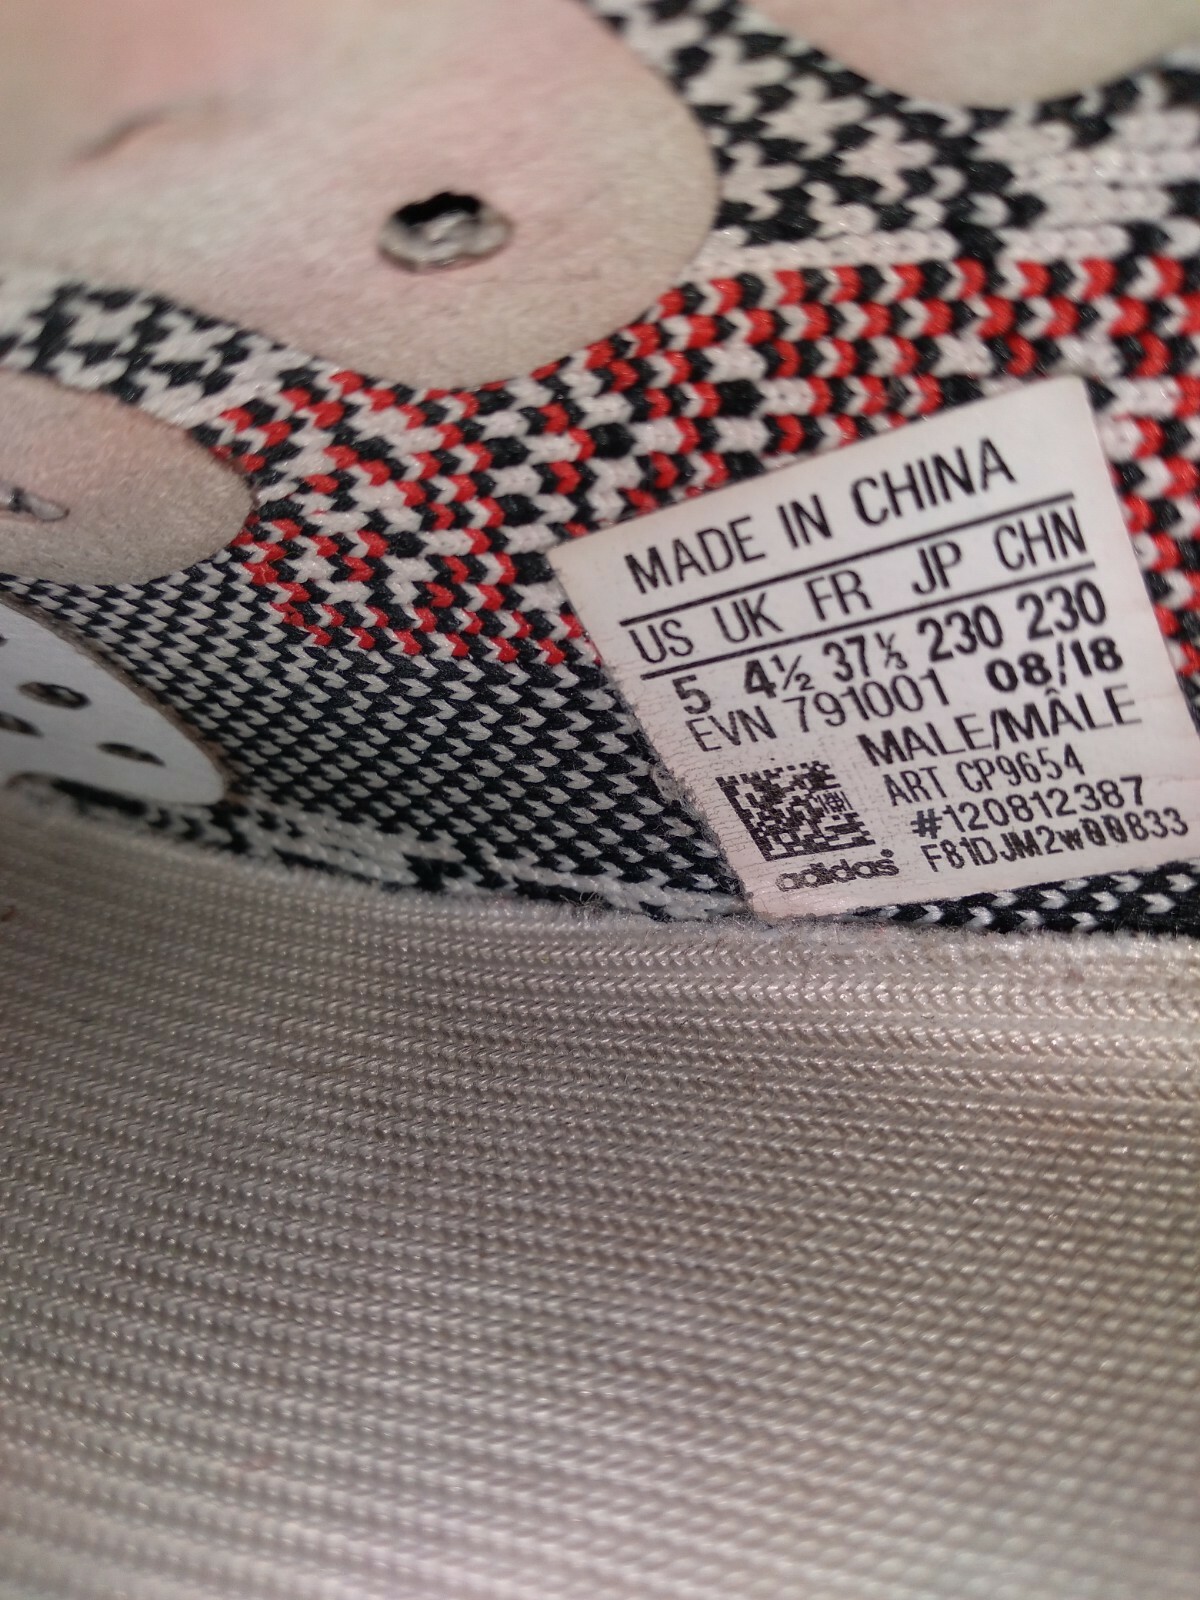 MADE IN CHINA
US UK FR JP CHN
5 4½ 37⅓ 230 230
EVN 791001 08/18
MALE/MÂLE
ART CP9654
#120812387
F81DJM2W00833
adidas